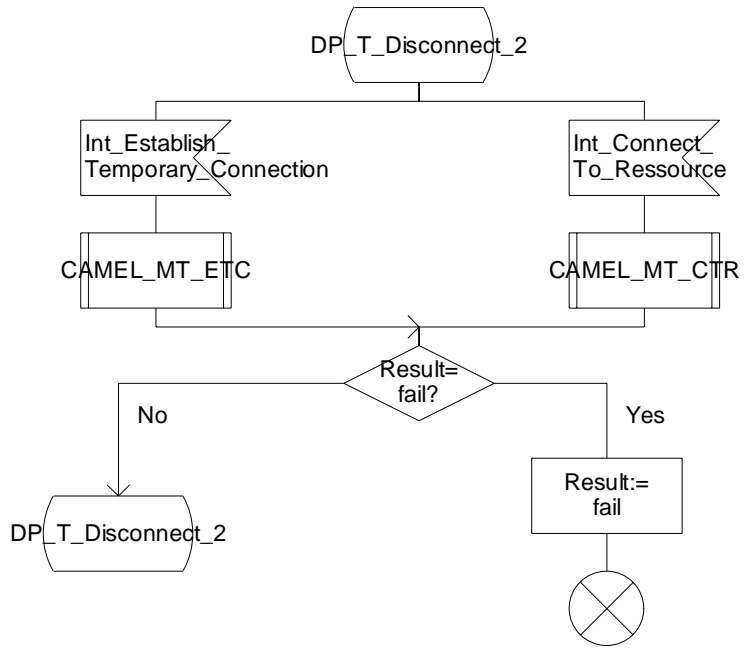 DP_T_Disconnect_2
Int_Establish_
Temporary_Connection
Int_Connect_
To_Ressource
CAMEL_MT_ETC
CAMEL_MT_CTR
Result=
fail?
No
Yes
Result:=
fail
DP_T_Disconnect_2